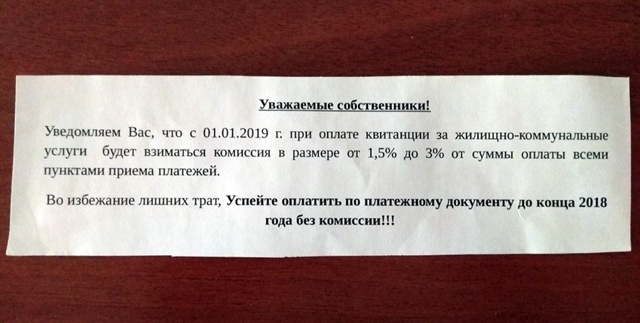 Уважаемые собственники!
Уведомляем Вас, что с 01.01.2019 г. при оплате квитанции за жилищно-коммунальные
услуги будет взиматься комиссия в размере от 1,5% до 3% от суммы оплаты всеми
пунктами приема платежей.
Во избежание лишних трат, Успейте оплатить по платежному документу до конца 2018
года без комиссии!!!